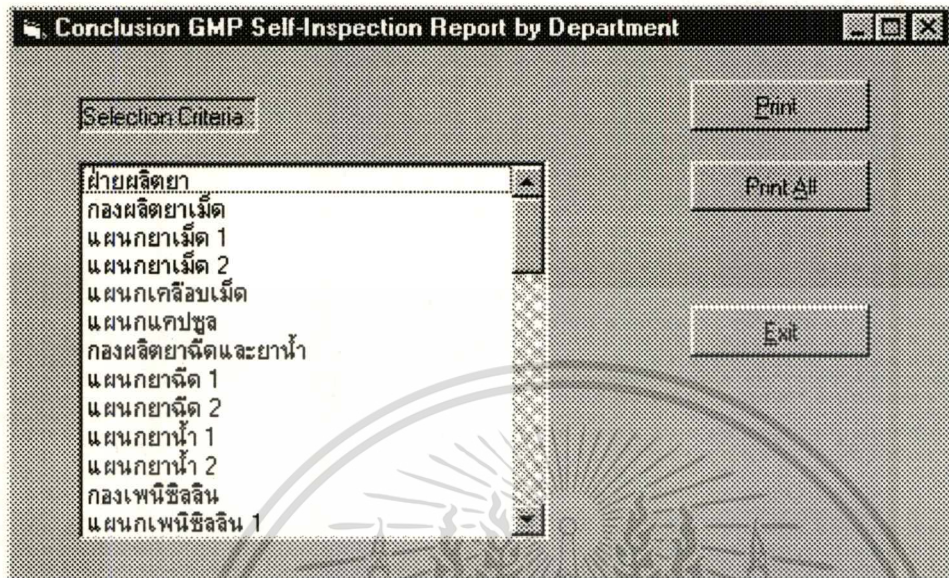 Conclusion GMP Self-Inspection Report by Department
Selection Criteria
Print
ฝ่ายผลิตยา
Print All
กองผลิตยาเม็ด
แผนกยาเม็ด 1
แผนกยาเม็ด 2
แผนกเคลือบเม็ด
แผนกแคปซูล
Exit
กองผลิตยาฉีดและยาน้ำ
แผนกยาฉีด 1
แผนกยาฉีด 2
แผนกยาน้ำ 1
แผนกยาน้ำ 2
กองเพนิซิลลิน
แผนกเพนิซิลลิน 1